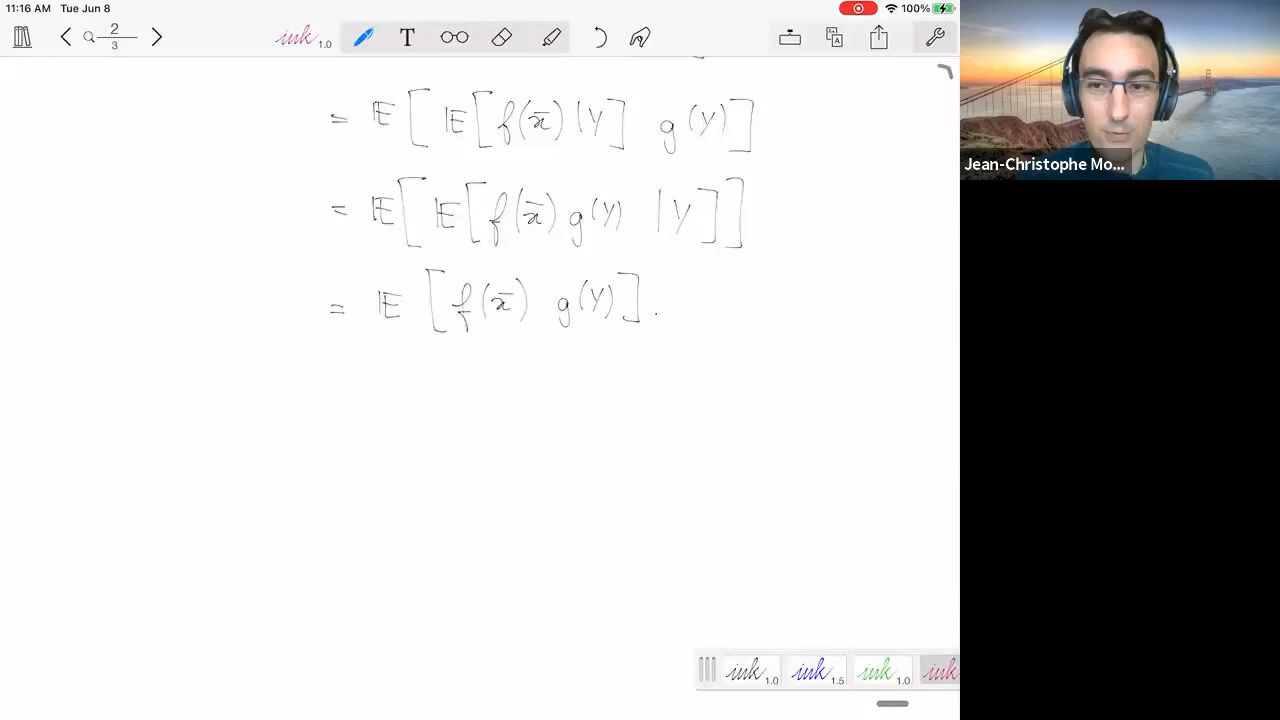 11:16 AM Tue Jun 8
100%
2
3
ink 1.0
T
= 𝔼 [ 𝔼 [ f(x̄) | Y ] g(Y) ]
= 𝔼 [ 𝔼 [ f(x̄) g(Y) | Y ] ]
= 𝔼 [ f(x̄) g(Y) ] .
Jean-Christophe Mo...
ink 1.0 ink 1.5 ink 1.0 ink